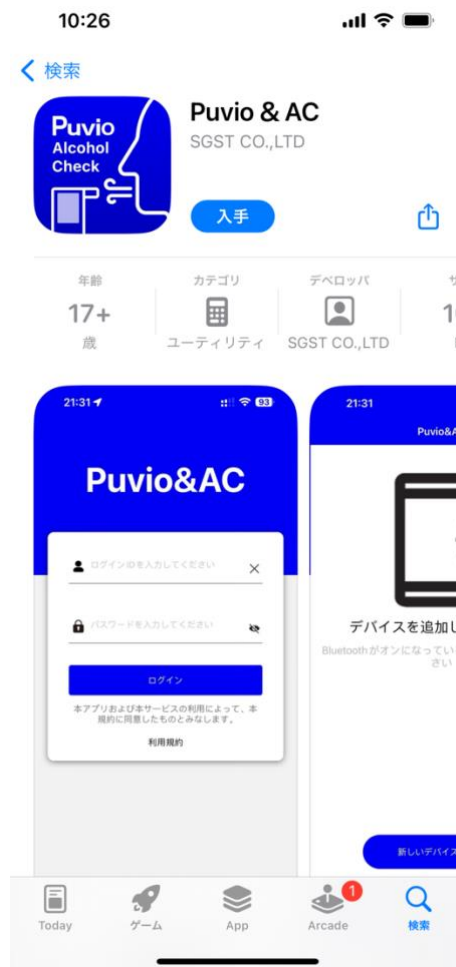 10:26
検索
Puvio
Alcohol
Check
Puvio & AC
SGST CO.,LTD
入手
年齢
17+
歳
カテゴリ
ユーティリティ
デベロッパ
SGST CO.,LTD
21:31
93
Puvio&AC
ログインIDを入力してください
パスワードを入力してください
ログイン
本アプリおよび本サービスの利用によって、本
規約に同意したものとみなします。
利用規約
21:31
Puvio&A
デバイスを追加し
Bluetoothがオンになってい
さい
新しいデバイス
Today
ゲーム
App
Arcade
1
検索